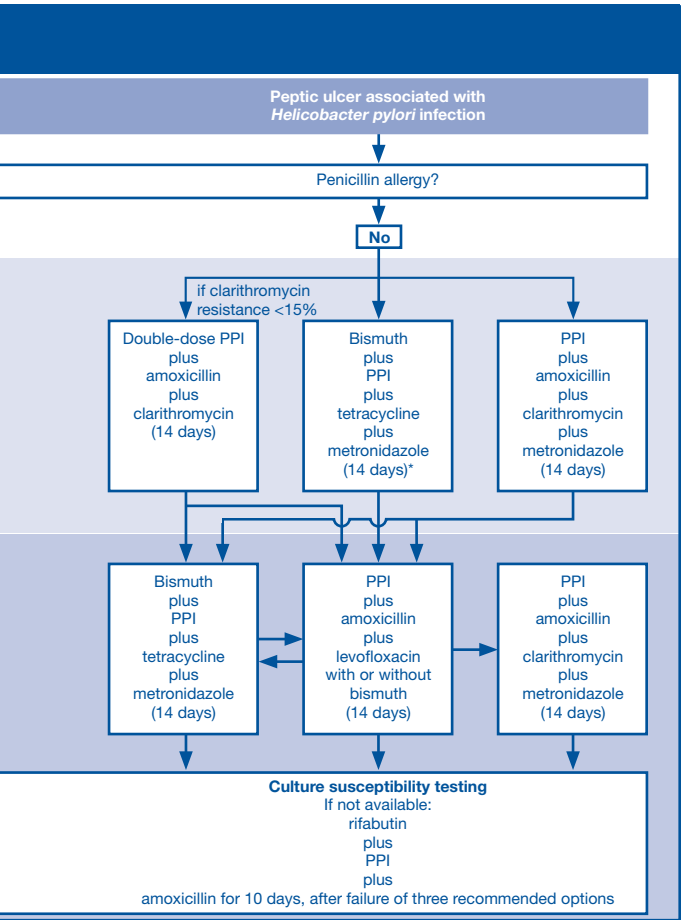 Peptic ulcer associated with
Helicobacter pylori infection
Penicillin allergy?
No
if clarithromycin
resistance <15%
Double-dose PPI
plus
amoxicillin
plus
clarithromycin
(14 days)
Bismuth
plus
PPI
plus
tetracycline
plus
metronidazole
(14 days)*
PPI
plus
amoxicillin
plus
clarithromycin
plus
metronidazole
(14 days)
Bismuth
plus
PPI
plus
tetracycline
plus
metronidazole
(14 days)
PPI
plus
amoxicillin
plus
levofloxacin
with or without
bismuth
(14 days)
PPI
plus
amoxicillin
plus
clarithromycin
plus
metronidazole
(14 days)
Culture susceptibility testing
If not available:
rifabutin
plus
PPI
plus
amoxicillin for 10 days, after failure of three recommended options